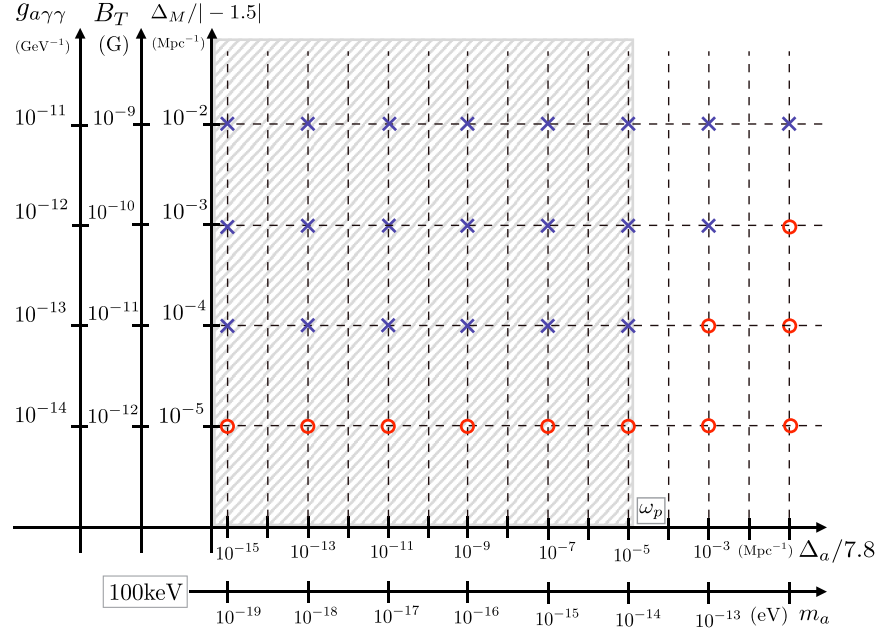 g_{aγγ} B_T Δ_M/|−1.5|
(GeV⁻¹) (G) (Mpc⁻¹)
10⁻¹¹ 10⁻⁹ 10⁻²
10⁻¹² 10⁻¹⁰ 10⁻³
10⁻¹³ 10⁻¹¹ 10⁻⁴
10⁻¹⁴ 10⁻¹² 10⁻⁵
ω_p
10⁻¹⁵ 10⁻¹³ 10⁻¹¹ 10⁻⁹ 10⁻⁷ 10⁻⁵ 10⁻³ (Mpc⁻¹) Δ_a/7.8
100keV
10⁻¹⁹ 10⁻¹⁸ 10⁻¹⁷ 10⁻¹⁶ 10⁻¹⁵ 10⁻¹⁴ 10⁻¹³ (eV) m_a